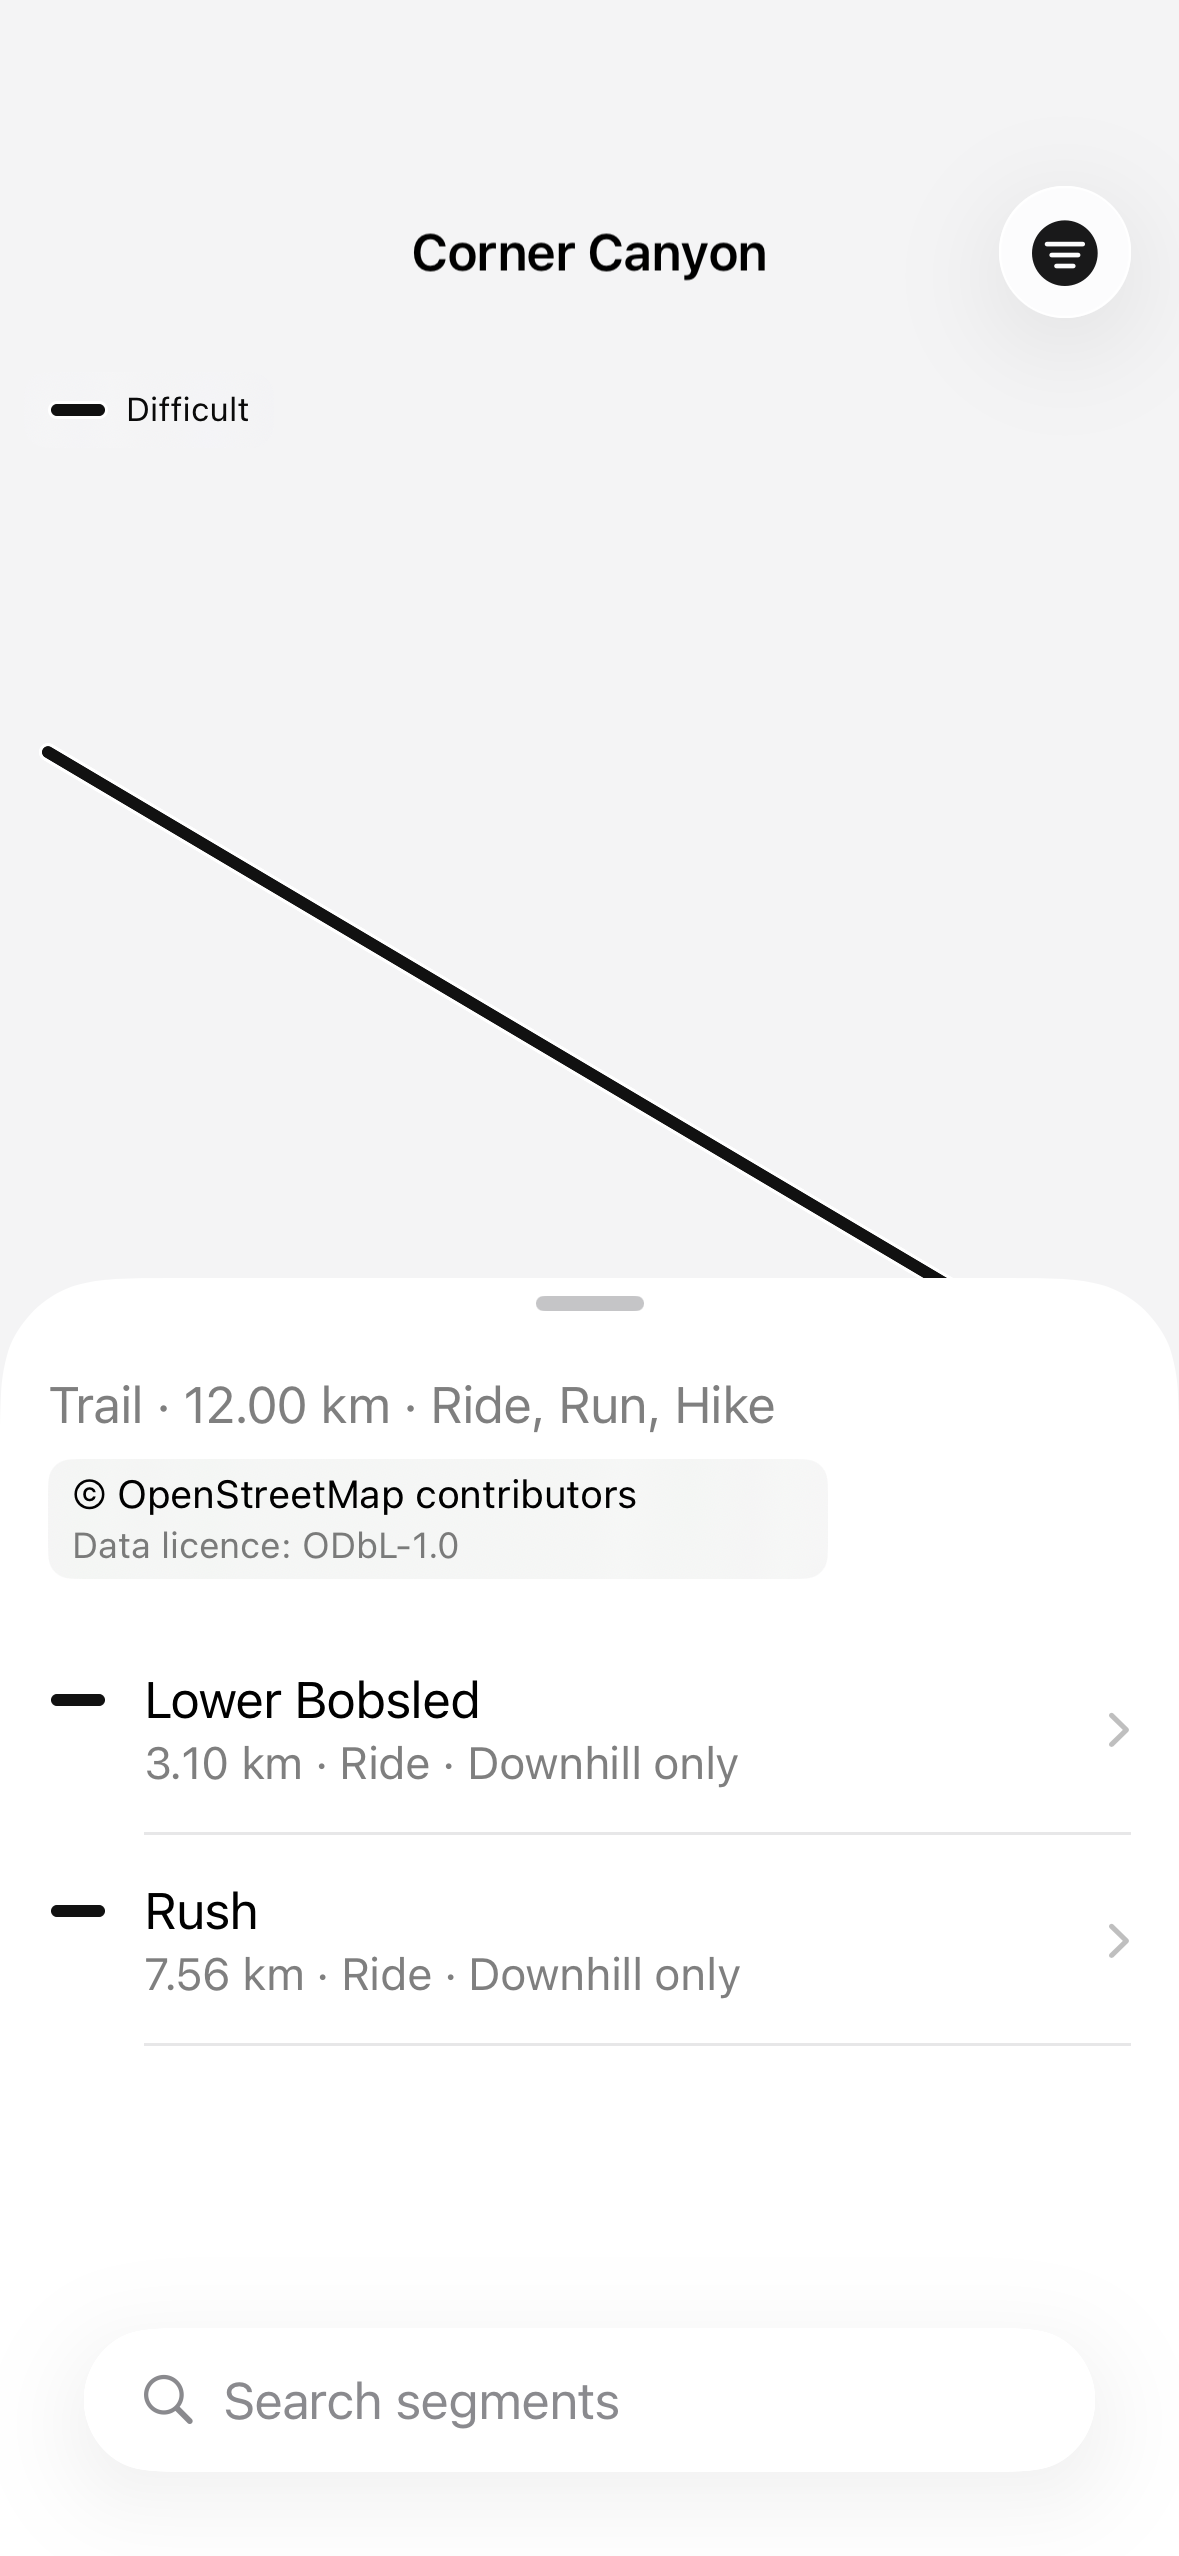 Corner Canyon
Difficult
Trail · 12.00 km · Ride, Run, Hike
© OpenStreetMap contributors
Data licence: ODbL-1.0
Lower Bobsled
3.10 km · Ride · Downhill only
Rush
7.56 km · Ride · Downhill only
Search segments